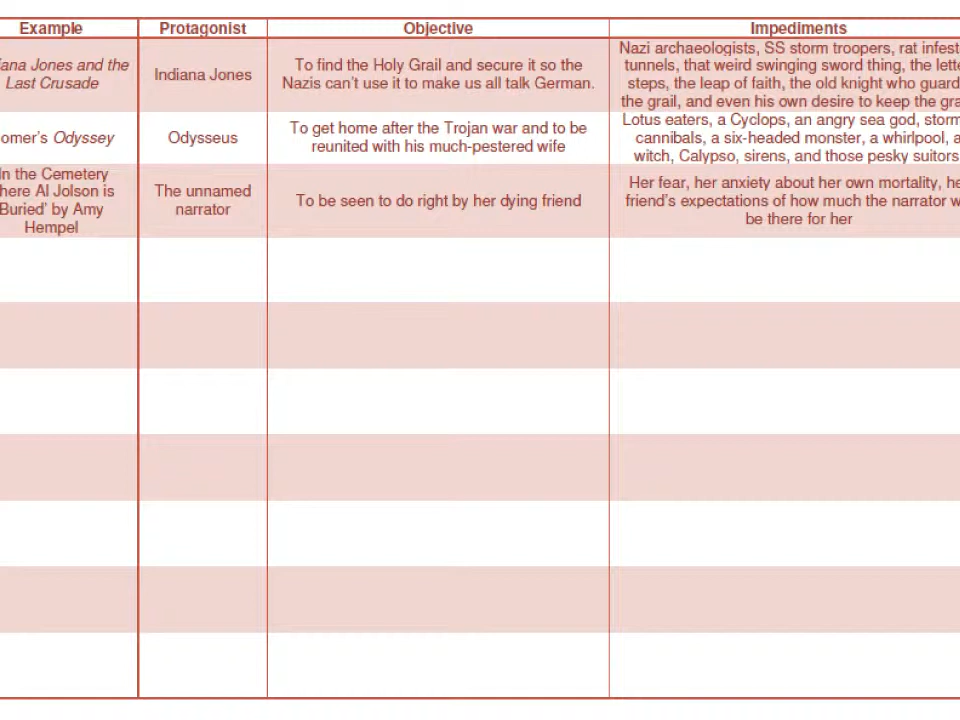 Example
Protagonist
Objective
Impediments
iana Jones and the
Last Crusade
Indiana Jones
To find the Holy Grail and secure it so the
Nazis can't use it to make us all talk German.
Nazi archaeologists, SS storm troopers, rat infest
tunnels, that weird swinging sword thing, the lette
steps, the leap of faith, the old knight who guard
the grail, and even his own desire to keep the gra
omer's Odyssey
Odysseus
To get home after the Trojan war and to be
reunited with his much-pestered wife
Lotus eaters, a Cyclops, an angry sea god, storm
cannibals, a six-headed monster, a whirlpool, a
witch, Calypso, sirens, and those pesky suitors
In the Cemetery
here Al Jolson is
Buried' by Amy
Hempel
The unnamed
narrator
To be seen to do right by her dying friend
Her fear, her anxiety about her own mortality, he
friend's expectations of how much the narrator w
be there for her